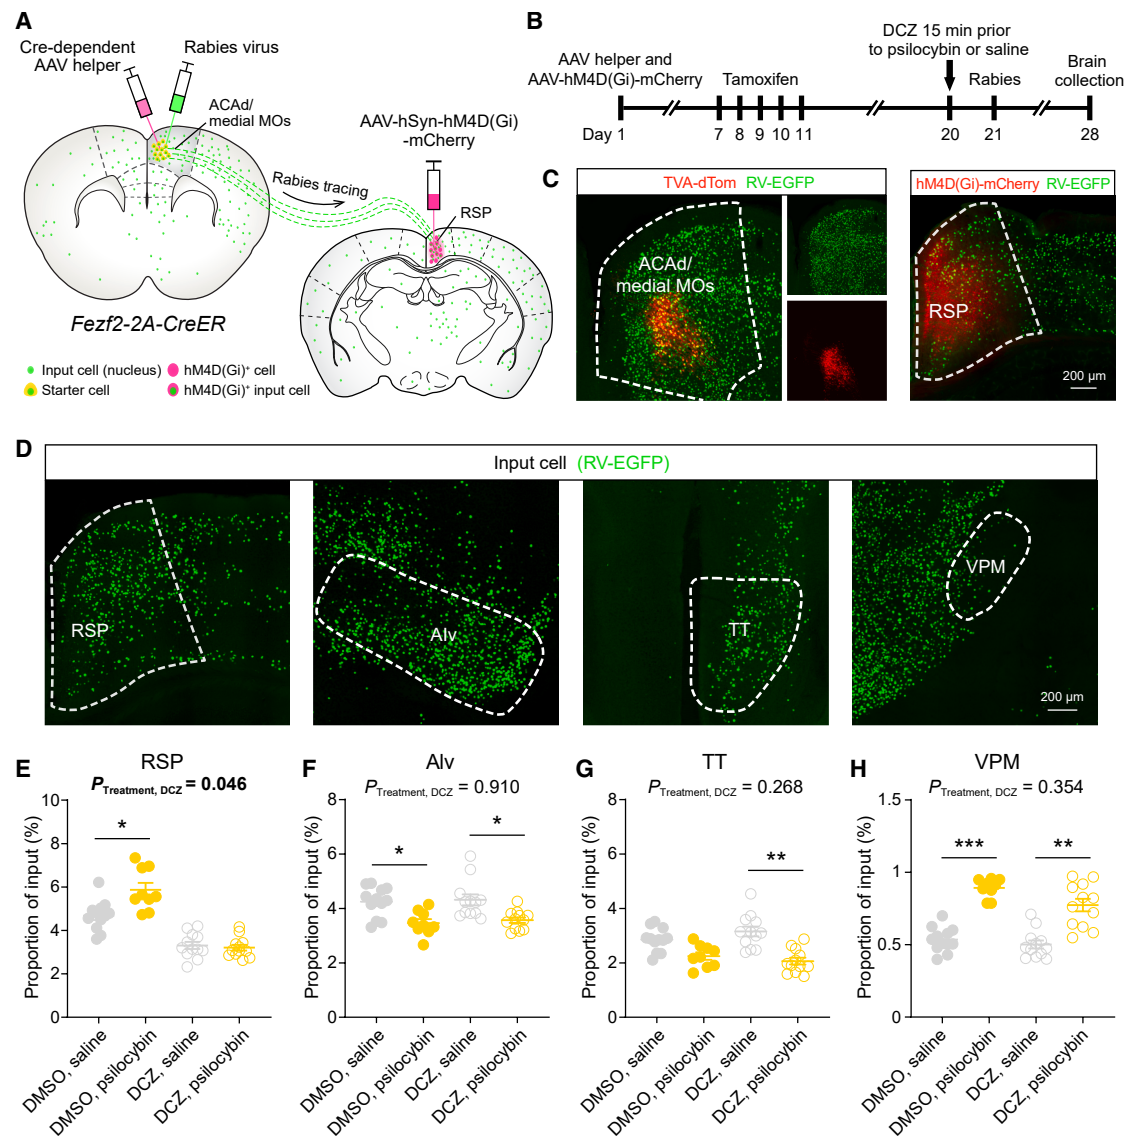 A
Cre-dependent
AAV helper
Rabies virus
ACAd/
medial MOs
Rabies tracing
AAV-hSyn-hM4D(Gi)
-mCherry
RSP
Fezf2-2A-CreER
Input cell (nucleus)
hM4D(Gi)⁺ cell
Starter cell
hM4D(Gi)⁺ input cell
B
AAV helper and
AAV-hM4D(Gi)-mCherry
Tamoxifen
DCZ 15 min prior
to psilocybin or saline
Rabies
Brain
collection
Day 1 7 8 9 10 11 20 21 28
C
TVA-dTom RV-EGFP
ACAd/
medial MOs
hM4D(Gi)-mCherry RV-EGFP
RSP
200 μm
D
Input cell (RV-EGFP)
RSP
AIv
TT
VPM
200 μm
E
RSP
P Treatment, DCZ = 0.046
Proportion of input (%)
10
8
6
4
2
0
*
DMSO, saline
DMSO, psilocybin
DCZ, saline
DCZ, psilocybin
F
AIv
P Treatment, DCZ = 0.910
Proportion of input (%)
8
6
4
2
0
*
*
DMSO, saline
DMSO, psilocybin
DCZ, saline
DCZ, psilocybin
G
TT
P Treatment, DCZ = 0.268
Proportion of input (%)
8
6
4
2
0
**
DMSO, saline
DMSO, psilocybin
DCZ, saline
DCZ, psilocybin
H
VPM
P Treatment, DCZ = 0.354
Proportion of input (%)
1.5
1
0.5
0
***
**
DMSO, saline
DMSO, psilocybin
DCZ, saline
DCZ, psilocybin